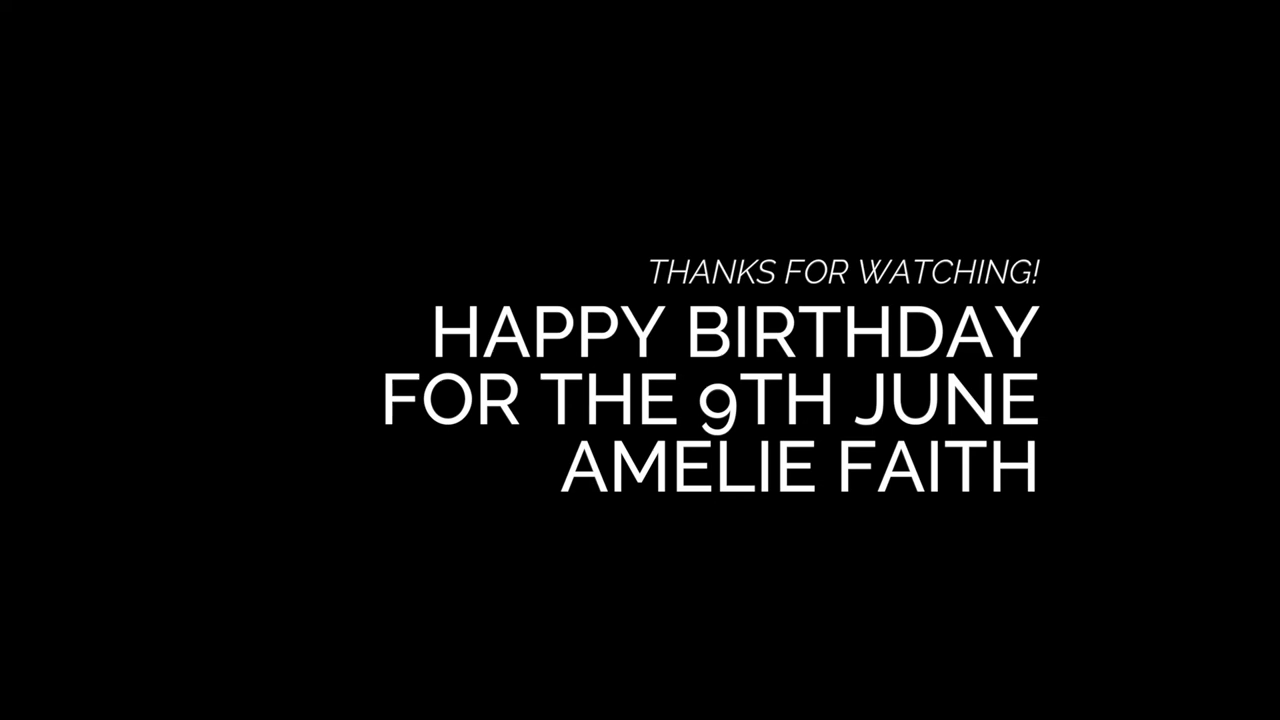 THANKS FOR WATCHING!
HAPPY BIRTHDAY
FOR THE 9TH JUNE
AMELIE FAITH